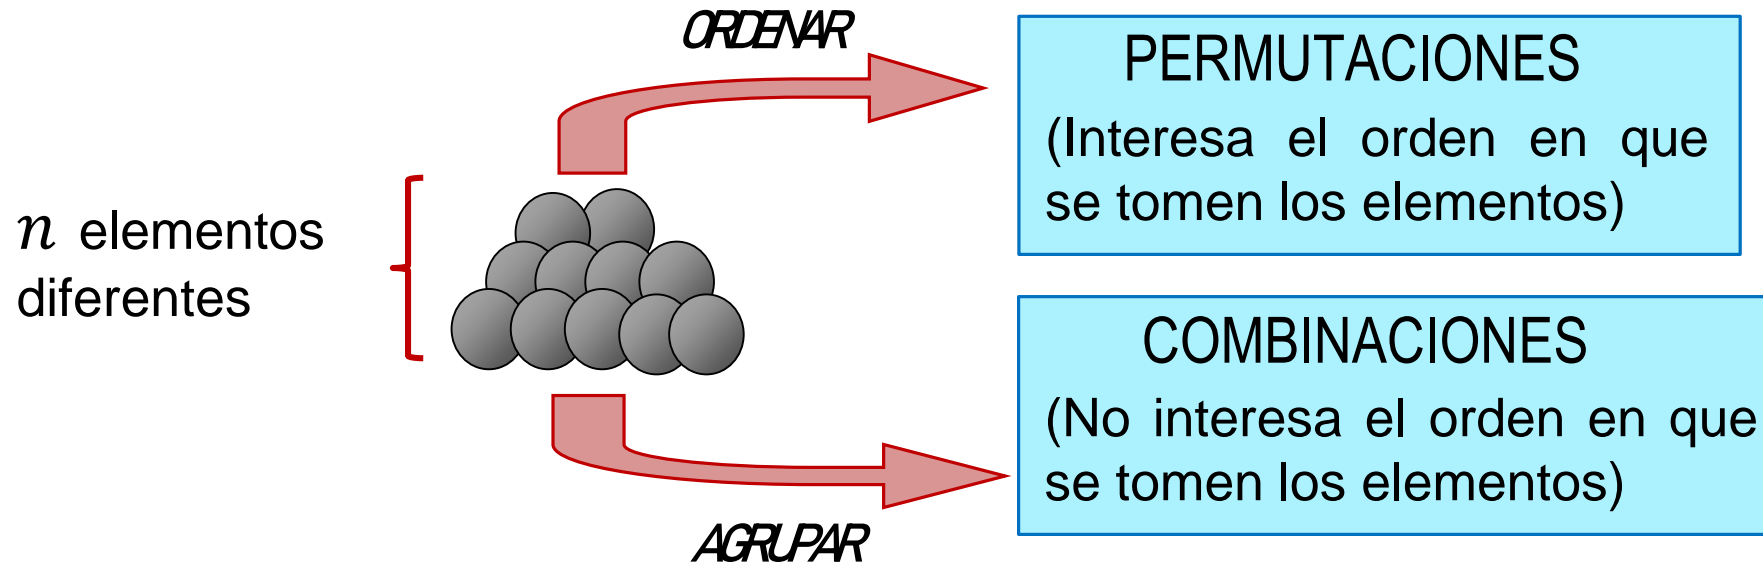 ORDENAR
PERMUTACIONES
(Interesa el orden en que
se tomen los elementos)
n elementos
diferentes
COMBINACIONES
(No interesa el orden en que
se tomen los elementos)
AGRUPAR